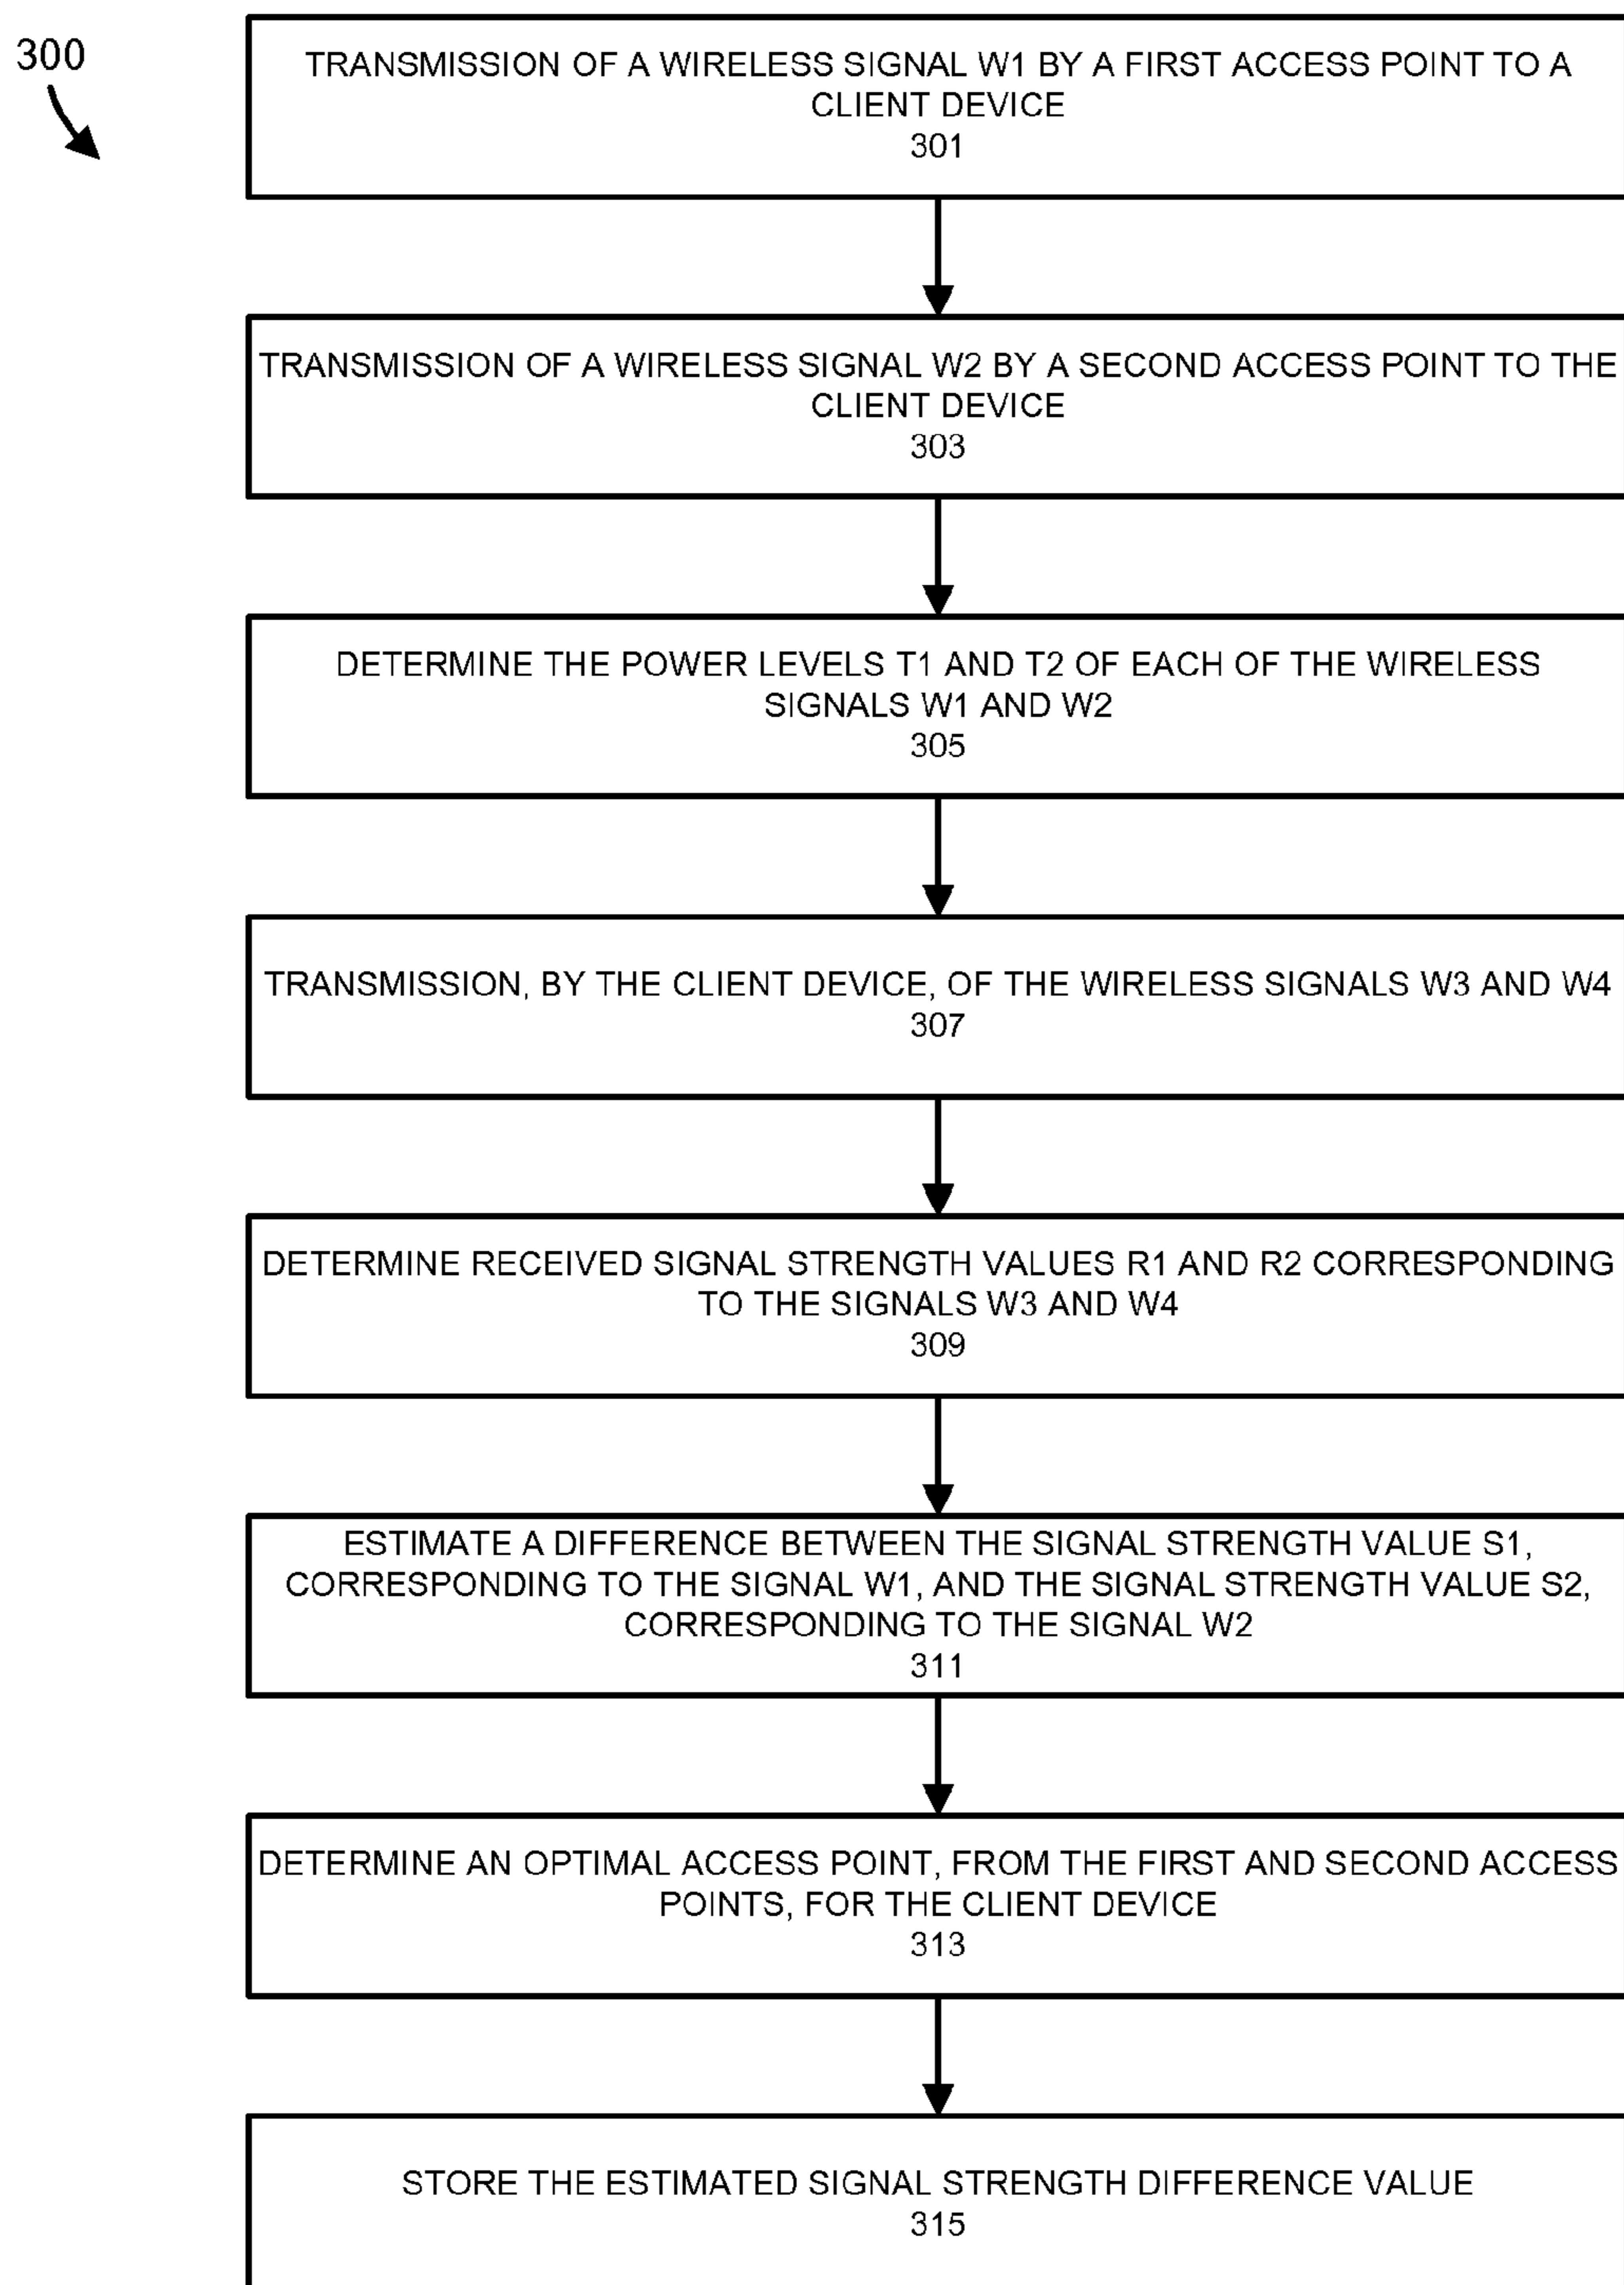 300
TRANSMISSION OF A WIRELESS SIGNAL W1 BY A FIRST ACCESS POINT TO A
CLIENT DEVICE
301
TRANSMISSION OF A WIRELESS SIGNAL W2 BY A SECOND ACCESS POINT TO THE
CLIENT DEVICE
303
DETERMINE THE POWER LEVELS T1 AND T2 OF EACH OF THE WIRELESS
SIGNALS W1 AND W2
305
TRANSMISSION, BY THE CLIENT DEVICE, OF THE WIRELESS SIGNALS W3 AND W4
307
DETERMINE RECEIVED SIGNAL STRENGTH VALUES R1 AND R2 CORRESPONDING
TO THE SIGNALS W3 AND W4
309
ESTIMATE A DIFFERENCE BETWEEN THE SIGNAL STRENGTH VALUE S1,
CORRESPONDING TO THE SIGNAL W1, AND THE SIGNAL STRENGTH VALUE S2,
CORRESPONDING TO THE SIGNAL W2
311
DETERMINE AN OPTIMAL ACCESS POINT, FROM THE FIRST AND SECOND ACCESS
POINTS, FOR THE CLIENT DEVICE
313
STORE THE ESTIMATED SIGNAL STRENGTH DIFFERENCE VALUE
315